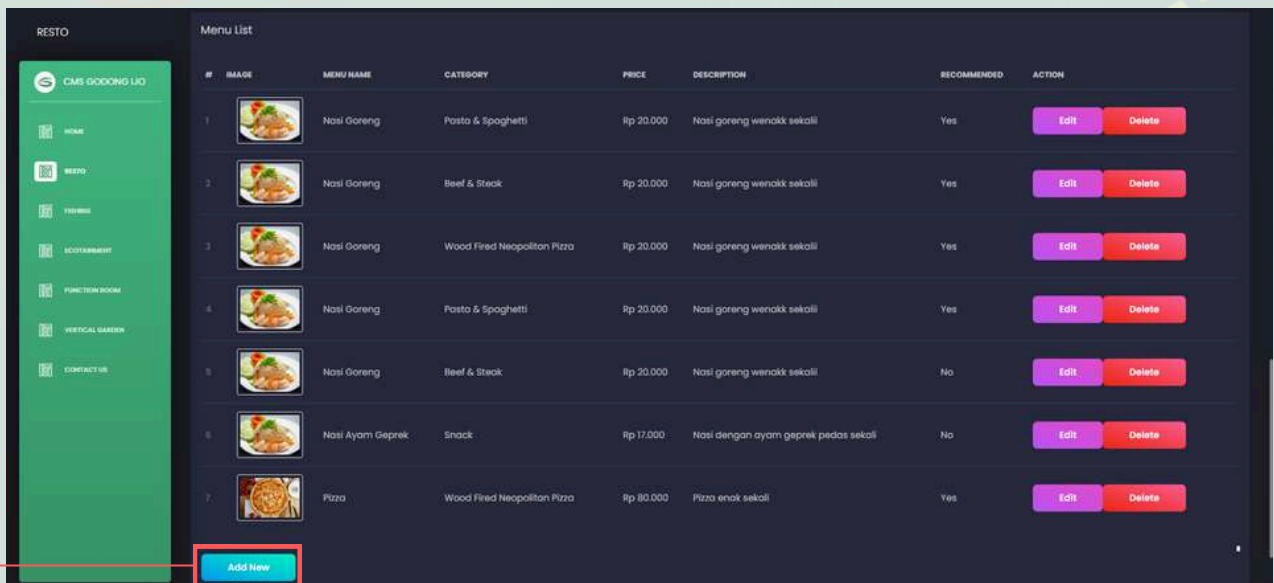 RESTO
Menu List
CMS GODONG IJO
HOME
RESTO
FISHING
ECOTAINMENT
FUNCTION ROOM
VERTICAL GARDEN
CONTACT US
# IMAGE MENU NAME CATEGORY PRICE DESCRIPTION RECOMMENDED ACTION
1 Nasi Goreng Pasta & Spaghetti Rp 20.000 Nasi goreng wenakk sekalii Yes Edit Delete
2 Nasi Goreng Beef & Steak Rp 20.000 Nasi goreng wenakk sekalii Yes Edit Delete
3 Nasi Goreng Wood Fired Neopolitan Pizza Rp 20.000 Nasi goreng wenakk sekalii Yes Edit Delete
4 Nasi Goreng Pasta & Spaghetti Rp 20.000 Nasi goreng wenakk sekalii Yes Edit Delete
5 Nasi Goreng Beef & Steak Rp 20.000 Nasi goreng wenakk sekalii No Edit Delete
6 Nasi Ayam Geprek Snack Rp 17.000 Nasi dengan ayam geprek pedas sekali No Edit Delete
7 Pizza Wood Fired Neopolitan Pizza Rp 80.000 Pizza enak sekali Yes Edit Delete
Add New